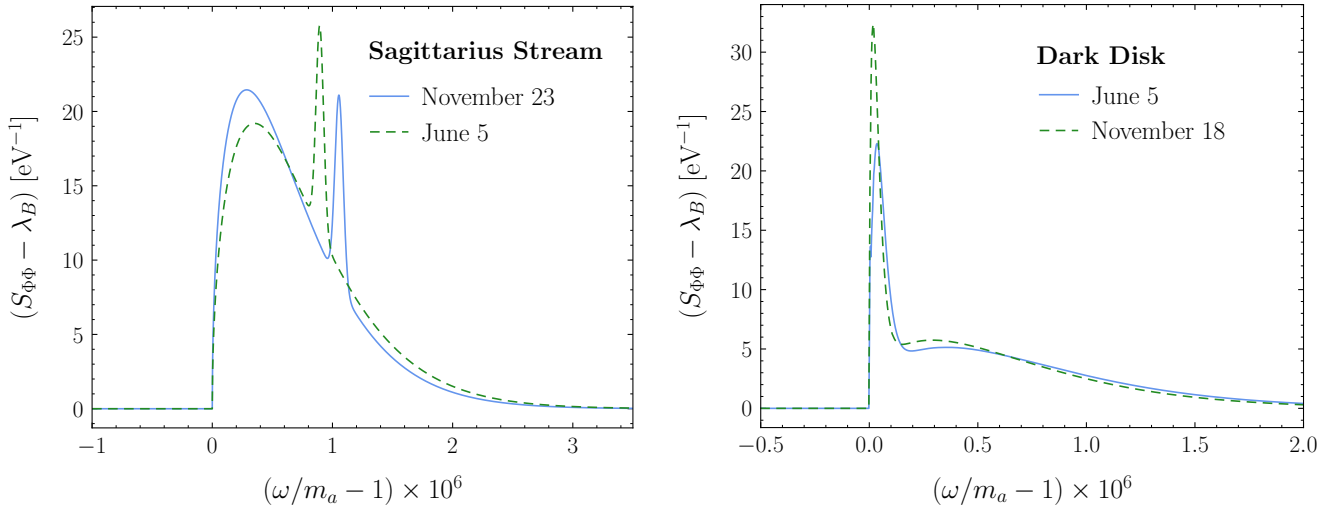 Sagittarius Stream
November 23
June 5
25
20
15
10
5
0
−1
0
1
2
3
(S_ΦΦ − λ_B) [eV⁻¹]
(ω/m_a − 1) × 10⁶
Dark Disk
June 5
November 18
30
25
20
15
10
5
0
−0.5
0.0
0.5
1.0
1.5
2.0
(S_ΦΦ − λ_B) [eV⁻¹]
(ω/m_a − 1) × 10⁶